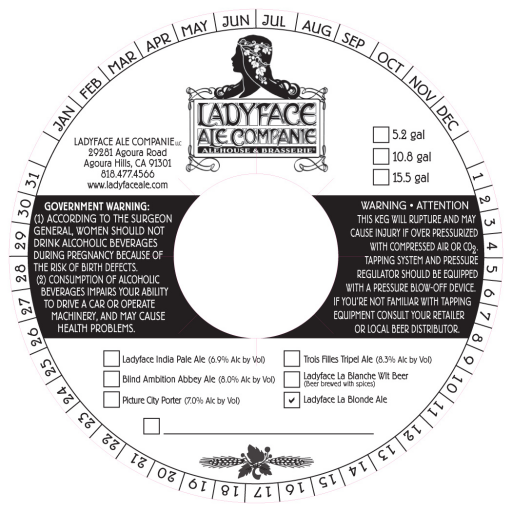 JAN FEB MAR APR MAY JUN JUL AUG SEP OCT NOV DEC
LADYFACE
ALE COMPANIE
ALEHOUSE & BRASSERIE
LADYFACE ALE COMPANIE LLC
29281 Agoura Road
Agoura Hills, CA 91301
818.477.4566
www.ladyfaceale.com
5.2 gal
10.8 gal
15.5 gal
GOVERNMENT WARNING:
(1) ACCORDING TO THE SURGEON
GENERAL, WOMEN SHOULD NOT
DRINK ALCOHOLIC BEVERAGES
DURING PREGNANCY BECAUSE OF
THE RISK OF BIRTH DEFECTS.
(2) CONSUMPTION OF ALCOHOLIC
BEVERAGES IMPAIRS YOUR ABILITY
TO DRIVE A CAR OR OPERATE
MACHINERY, AND MAY CAUSE
HEALTH PROBLEMS.
WARNING • ATTENTION
THIS KEG WILL RUPTURE AND MAY
CAUSE INJURY IF OVER PRESSURIZED
WITH COMPRESSED AIR OR CO2.
TAPPING SYSTEM AND PRESSURE
REGULATOR SHOULD BE EQUIPPED
WITH A PRESSURE BLOW-OFF DEVICE.
IF YOU'RE NOT FAMILIAR WITH TAPPING
EQUIPMENT CONSULT YOUR RETAILER
OR LOCAL BEER DISTRIBUTOR.
Ladyface India Pale Ale (6.9% Alc by Vol)
Blind Ambition Abbey Ale (8.0% Alc by Vol)
Picture City Porter (7.0% Alc by Vol)
Trois Filles Tripel Ale (8.3% Alc by Vol)
Ladyface La Blanche Wit Beer
(Beer brewed with spices)
Ladyface La Blonde Ale
1 2 3 4 5 6 7 8 9 10 11 12 13 14 15 16 17 18 19 20 21 22 23 24 25 26 27 28 29 30 31